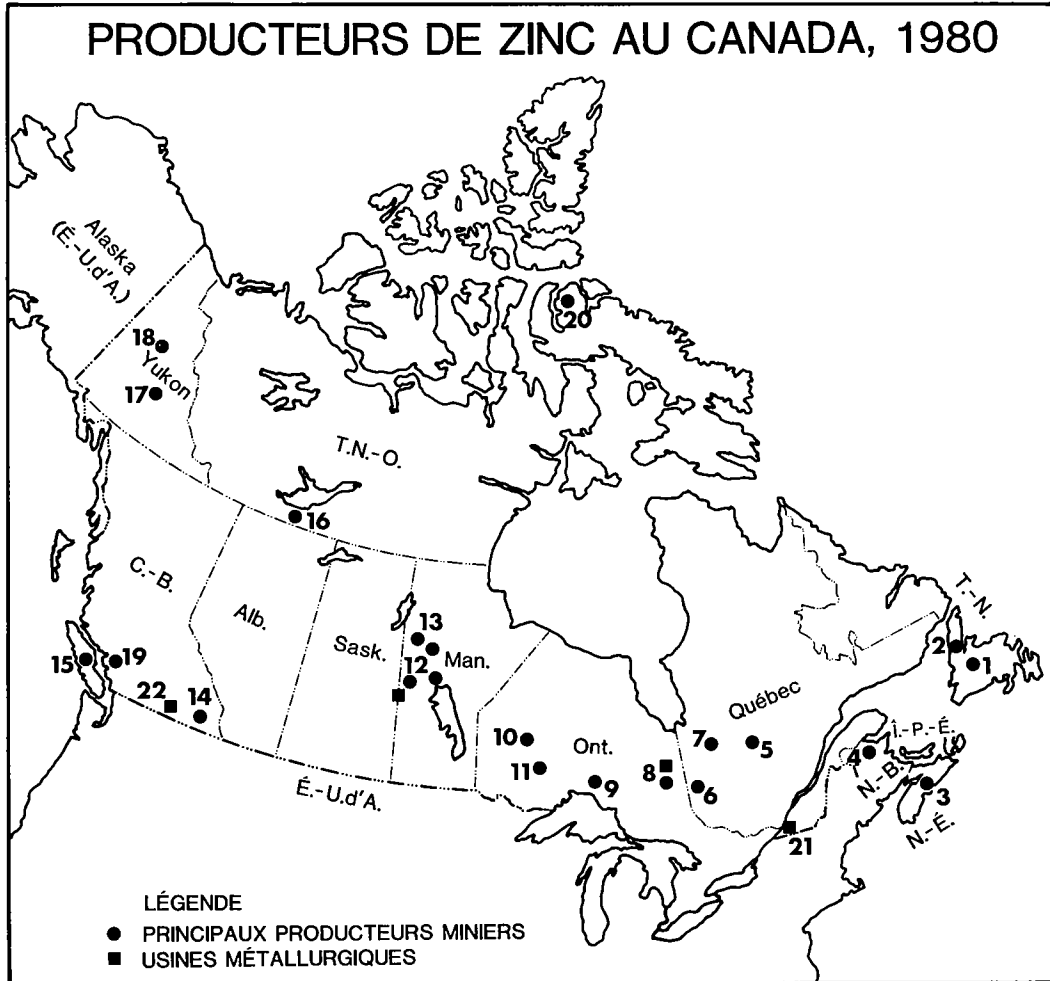 PRODUCTEURS DE ZINC AU CANADA, 1980
Alaska
(É.-U.d'A.)
18
Yukon
17
20
T.N.-O.
16
C.-B.
Alb.
Sask.
13
12
Man.
15
19
22
14
É.-U.d'A.
10
11
Ont.
9
8
7
5
6
Québec
21
T.-N.
2
1
Î.-P.-É.
4
N.-B.
3
N.-É.
LÉGENDE
PRINCIPAUX PRODUCTEURS MINIERS
USINES MÉTALLURGIQUES